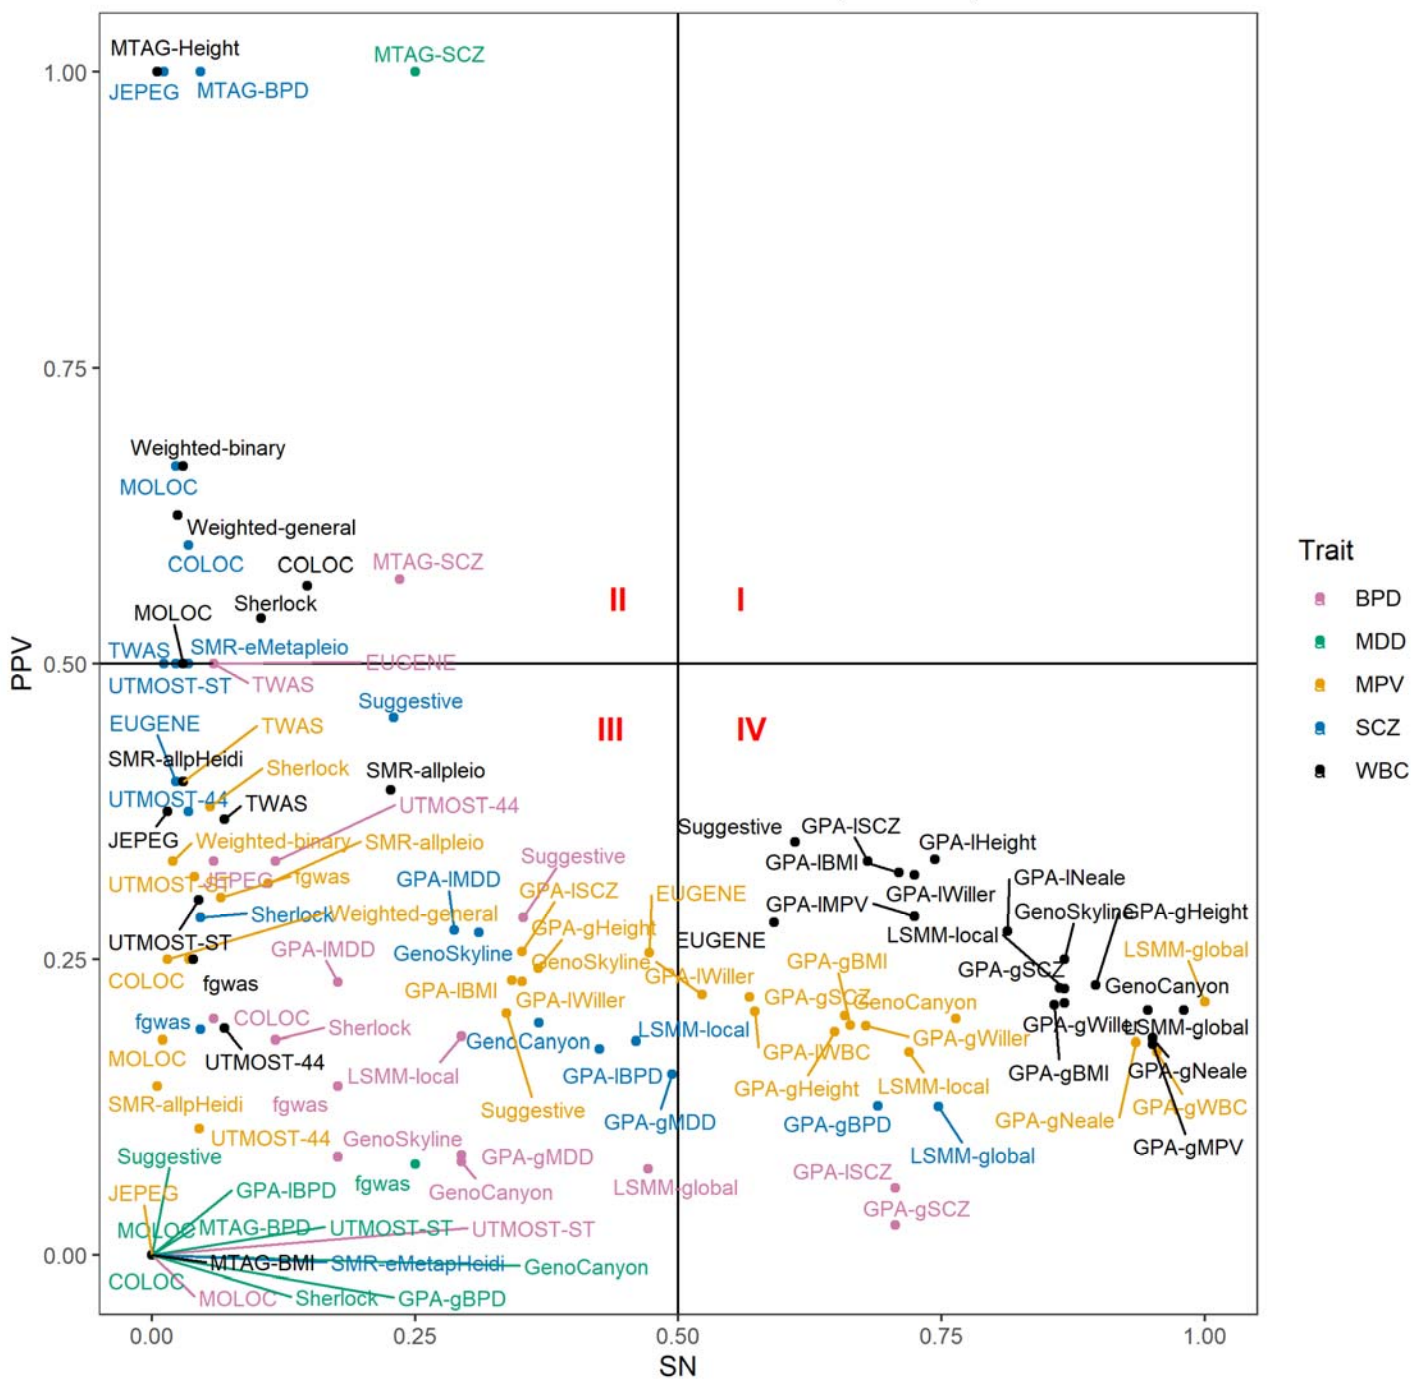 MTAG-Height
MTAG-SCZ
1.00
JEPEG
MTAG-BPD
0.75
Weighted-binary
MOLOC
Weighted-general
COLOC
COLOC
MTAG-SCZ
Sherlock
II
I
MOLOC
TWAS
SMR-eMetapleio
0.50
EUGENE
UTMOST-ST
TWAS
PPV
Suggestive
EUGENE
TWAS
III
IV
SMR-allpHeidi
Sherlock
SMR-allpleio
UTMOST-44
TWAS
UTMOST-44
JEPEG
Weighted-binary
SMR-allpleio
Suggestive
GPA-lSCZ
GPA-lHeight
Suggestive
GPA-lBMI
UTMOST-ST
JEPEG
fgwas
GPA-lMDD
GPA-lSCZ
EUGENE
GPA-lWiller
GPA-lNeale
GPA-lMPV
Sherlock
Weighted-general
GPA-gHeight
GenoSkyline
GPA-gHeight
UTMOST-ST
GPA-lMDD
GenoSkyline
GenoSkyline
EUGENE
LSMM-local
LSMM-global
COLOC
fgwas
GPA-lBMI
GPA-lWiller
GPA-lWiller
GPA-gBMI
GPA-gSCZ
GenoCanyon
GPA-gSCZ
GenoCanyon
fgwas
COLOC
Sherlock
GenoCanyon
LSMM-local
GPA-gWiller
GPA-gWiller
LSMM-global
MOLOC
UTMOST-44
LSMM-local
GPA-lBPD
GPA-lWBC
GPA-gHeight
LSMM-local
GPA-gBMI
GPA-gNeale
SMR-allpHeidi
fgwas
Suggestive
GPA-gMDD
GPA-gBPD
GPA-gNeale
GPA-gWBC
UTMOST-44
GenoSkyline
GPA-gMDD
LSMM-global
GPA-gMPV
Suggestive
fgwas
GenoCanyon
LSMM-global
GPA-lSCZ
GPA-gSCZ
JEPEG
GPA-lBPD
MOLOC
MTAG-BPD
UTMOST-ST
UTMOST-ST
0.25
0.00
MTAG-BMI
SMR-eMetapHeidi
GenoCanyon
COLOC
MOLOC
Sherlock
GPA-gBPD
0.00
0.25
0.50
0.75
1.00
SN
Trait
BPD
MDD
MPV
SCZ
WBC